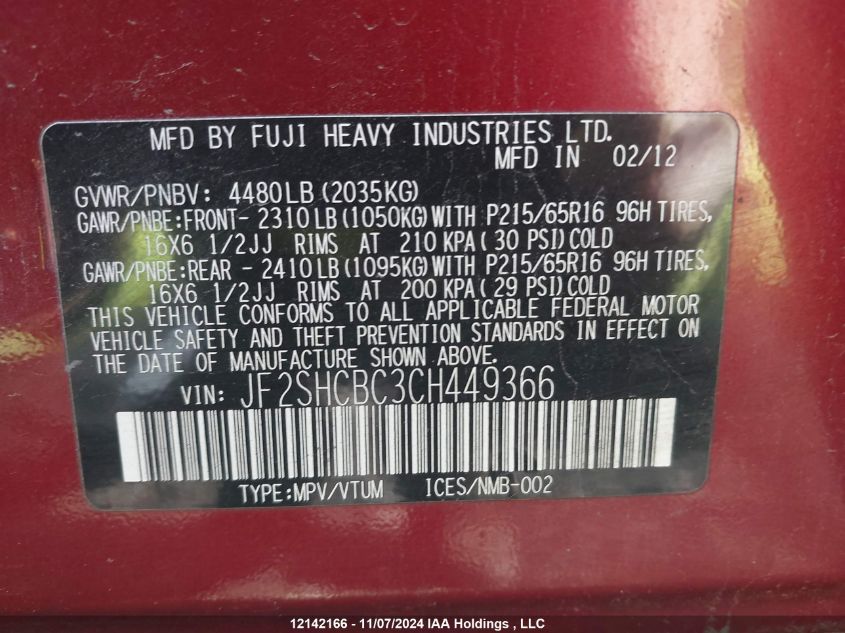 MFD BY FUJI HEAVY INDUSTRIES LTD.
MFD IN 02/12
GVWR/PNBV: 4480LB(2035KG)
GAWR/PNBE:FRONT- 2310LB(1050KG)WITH P215/65R16 96H TIRES,
16X6 1/2JJ RIMS AT 210 KPA( 30 PSI)COLD
GAWR/PNBE:REAR - 2410LB(1095KG)WITH P215/65R16 96H TIRES,
16X6 1/2JJ RIMS AT 200 KPA( 29 PSI)COLD
THIS VEHICLE CONFORMS TO ALL APPLICABLE FEDERAL MOTOR
VEHICLE SAFETY AND THEFT PREVENTION STANDARDS IN EFFECT ON
THE DATE OF MANUFACTURE SHOWN ABOVE.
VIN: JF2SHCBC3CH449366
TYPE:MPV/VTUM ICES/NMB-002
12142166 - 11/07/2024 IAA Holdings , LLC